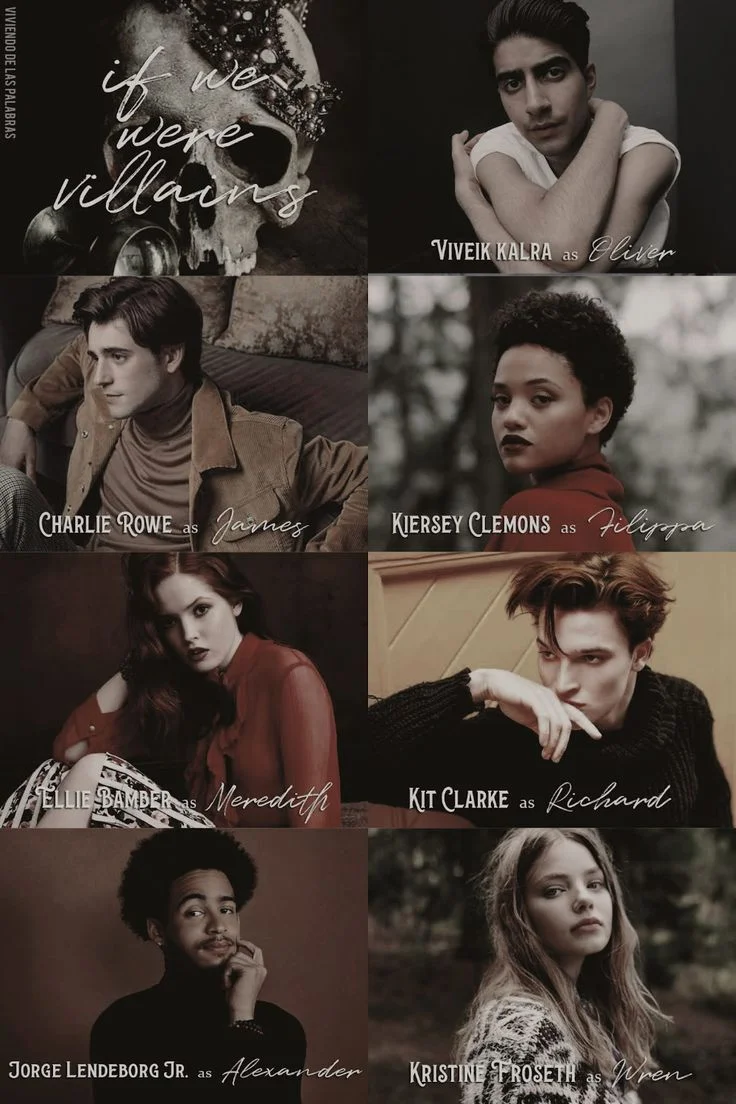 VIVIENDO DE LAS PALABRAS
if we
were
villains
VIVEIK KALRA as Oliver
CHARLIE ROWE as James
KIERSEY CLEMONS as Filippa
ELLIE BAMBER as Meredith
KIT CLARKE as Richard
JORGE LENDEBORG JR. as Alexander
KRISTINE FROSETH as Wren